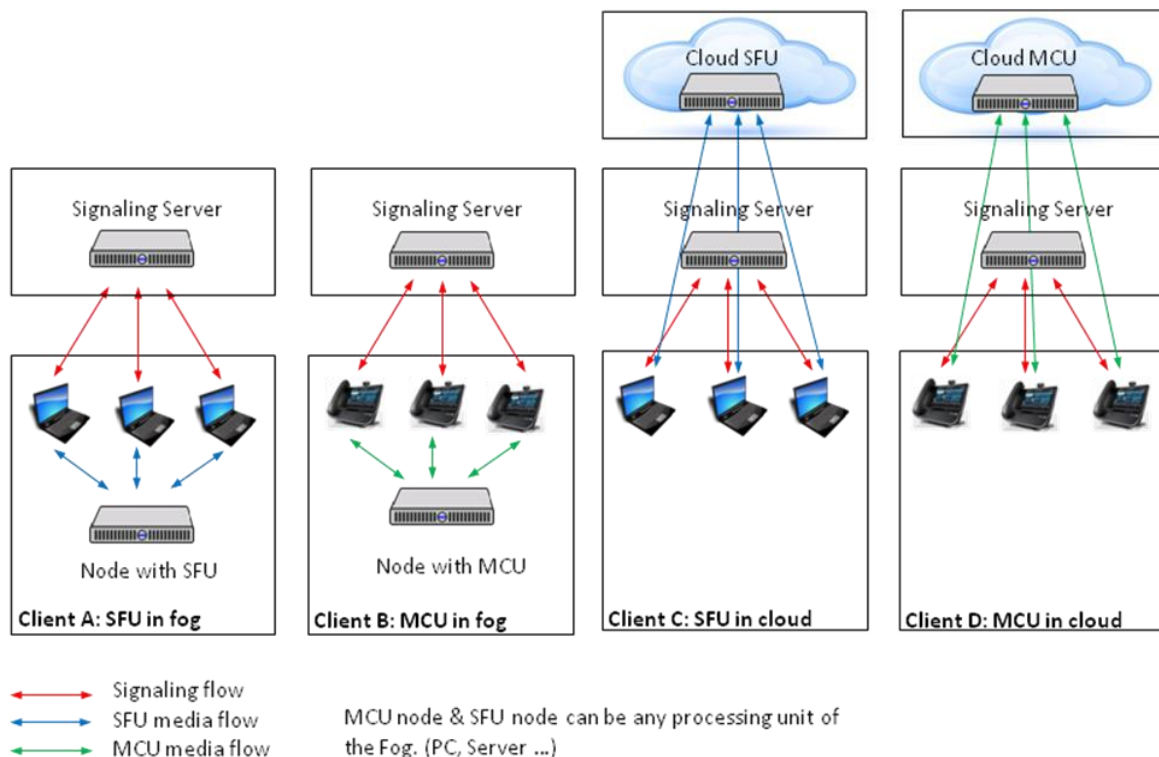 Cloud SFU
Cloud MCU
Signaling Server
Signaling Server
Signaling Server
Signaling Server
Node with SFU
Node with MCU
Client A: SFU in fog
Client B: MCU in fog
Client C: SFU in cloud
Client D: MCU in cloud
Signaling flow
SFU media flow
MCU media flow
MCU node & SFU node can be any processing unit of
the Fog. (PC, Server ...)